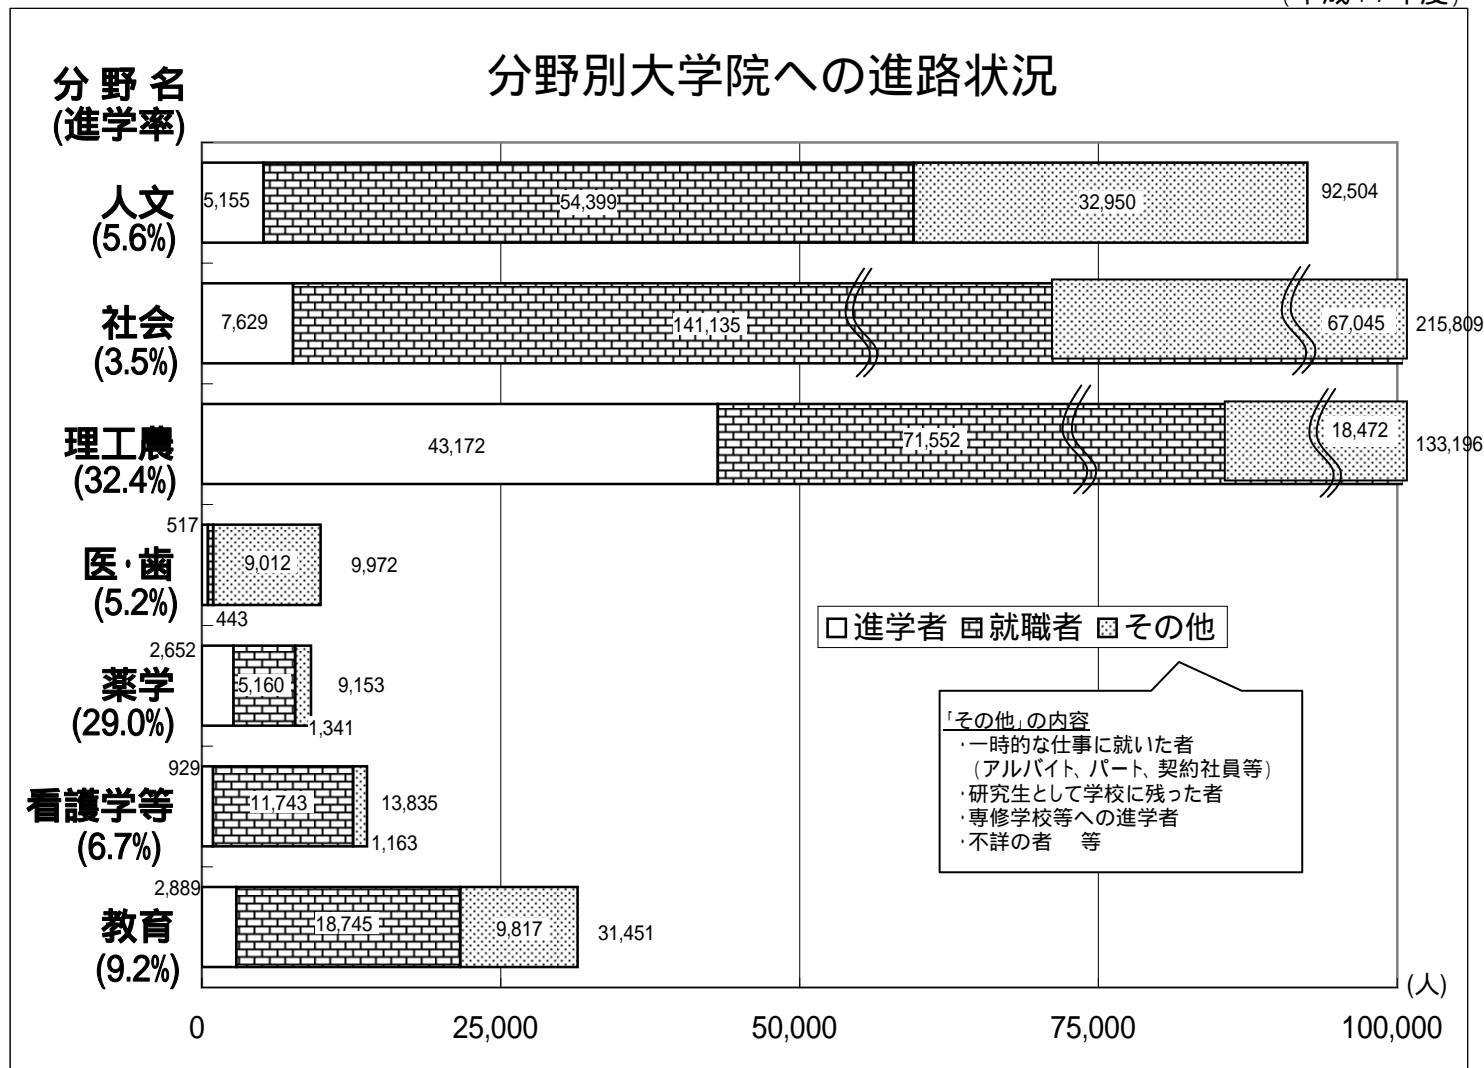 分野別大学院への進路状況
分 野 名
(進学率)
人文
(5.6%)
5,155
54,399
32,950
92,504
社会
(3.5%)
7,629
141,135
67,045
215,809
理工農
(32.4%)
43,172
71,552
18,472
133,196
医・歯
(5.2%)
517
443
9,012
9,972
薬学
(29.0%)
2,652
5,160
1,341
9,153
看護学等
(6.7%)
929
11,743
1,163
13,835
教育
(9.2%)
2,889
18,745
9,817
31,451
進学者 就職者 その他
「その他」の内容
・一時的な仕事に就いた者
(アルバイト、パート、契約社員等)
・研究生として学校に残った者
・専修学校等への進学者
・不詳の者 等
(人)
0 25,000 50,000 75,000 100,000